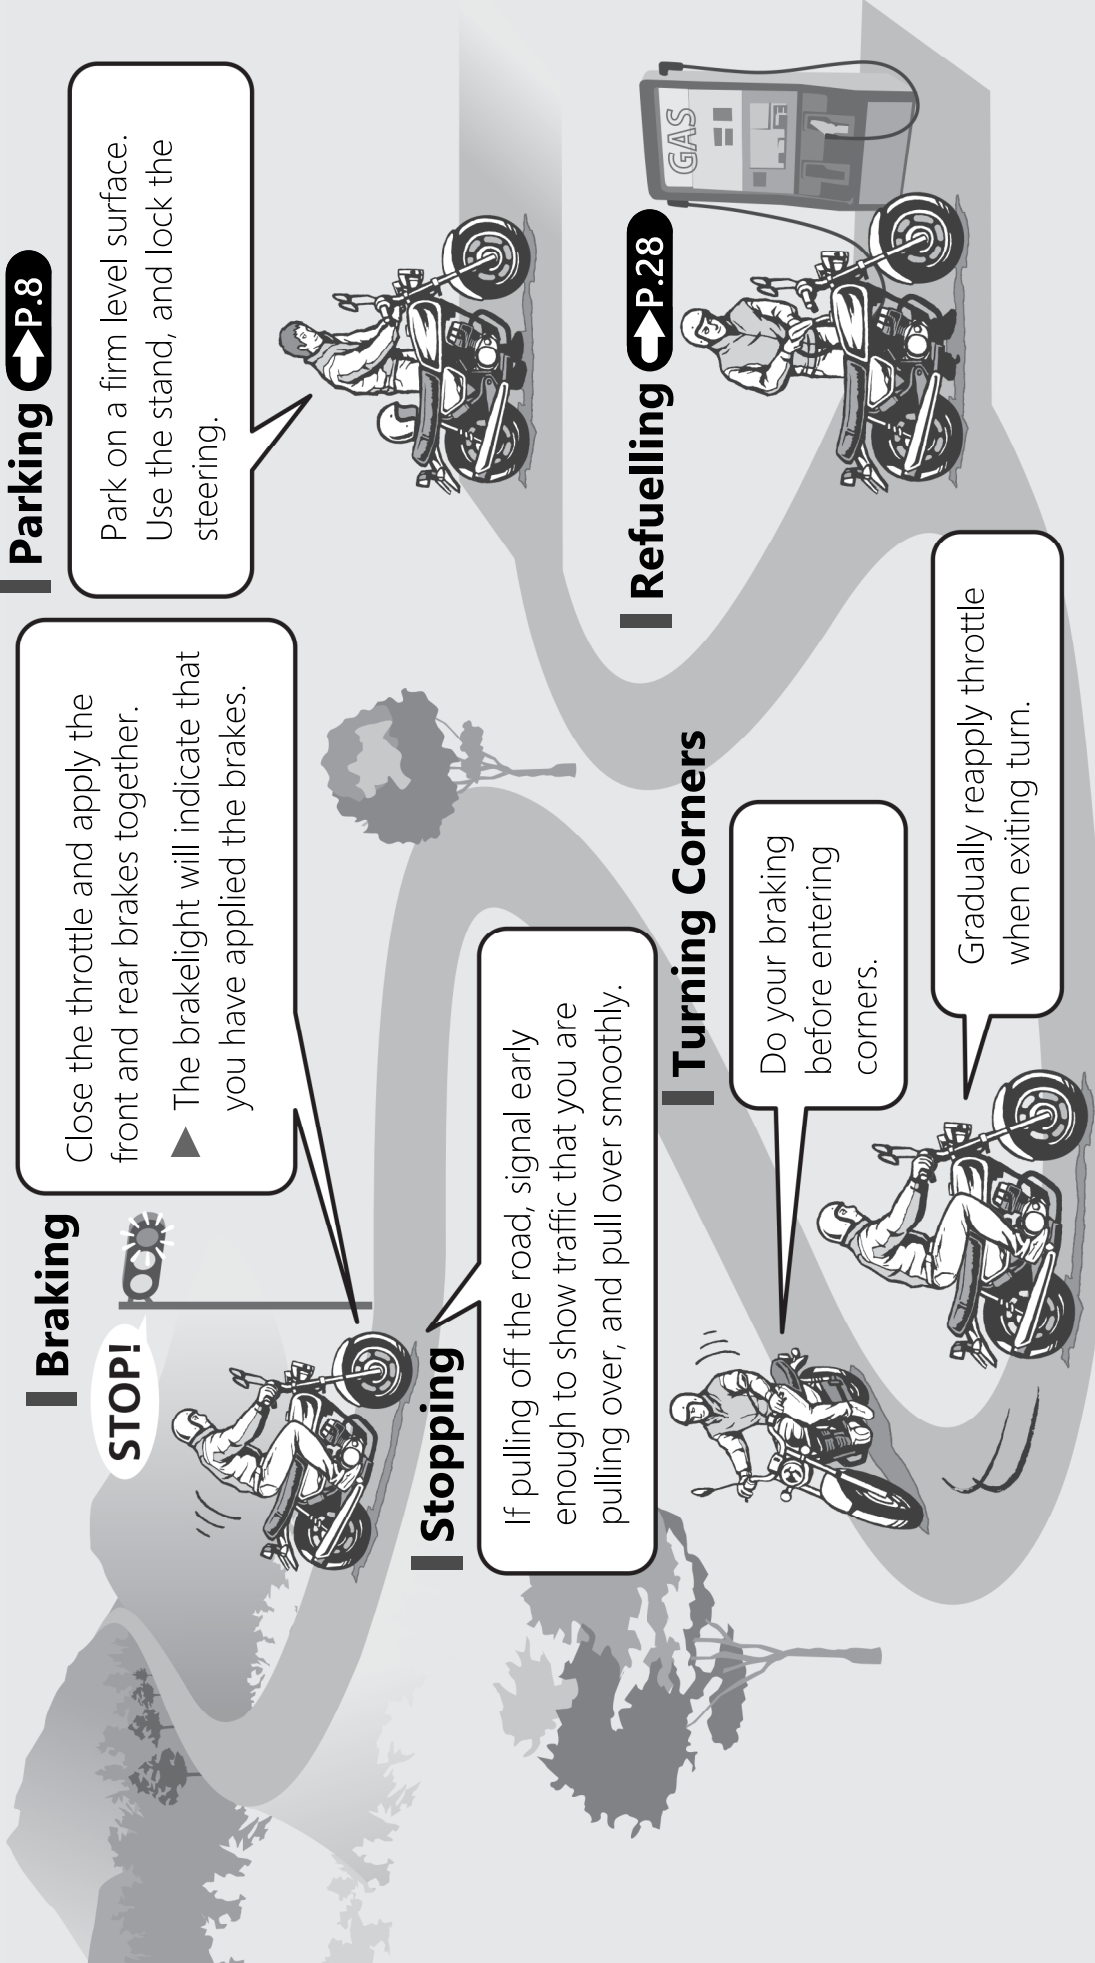 Braking
STOP!
Close the throttle and apply the
front and rear brakes together.
▶ The brakelight will indicate that
you have applied the brakes.
Parking ➔P.8
Park on a firm level surface.
Use the stand, and lock the
steering.
Stopping
If pulling off the road, signal early
enough to show traffic that you are
pulling over, and pull over smoothly.
Turning Corners
Do your braking
before entering
corners.
Gradually reapply throttle
when exiting turn.
Refuelling ➔P.28
GAS